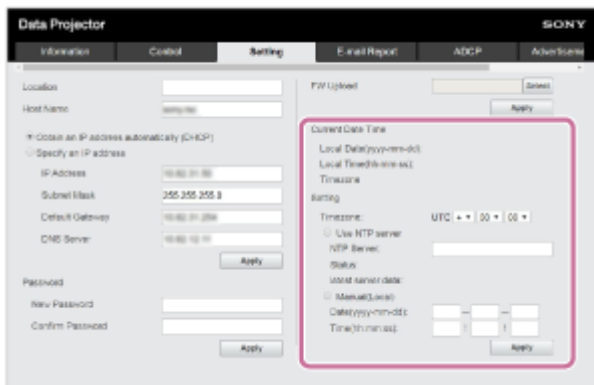 Data Projector
SONY
Information
Control
Setting
E-mail Report
ADCP
Advertiseme
Location
Host Name
Obtain an IP address automatically (DHCP)
Specify an IP address
IP Address
Subnet Mask
255.255.255.0
Default Gateway
DNS Server
Apply
Password
New Password
Confirm Password
Apply
FW Upload
Select
Apply
Current Date Time
Local Date(yyyy-mm-dd):
Local Time(hh:mm:ss):
Timezone
Setting
Timezone:
UTC + 00 00
Use NTP server
NTP Server:
Status:
Worst server date:
Manual(Local)
Date(yyyy-mm-dd):
Time(hh:mm:ss):
Apply